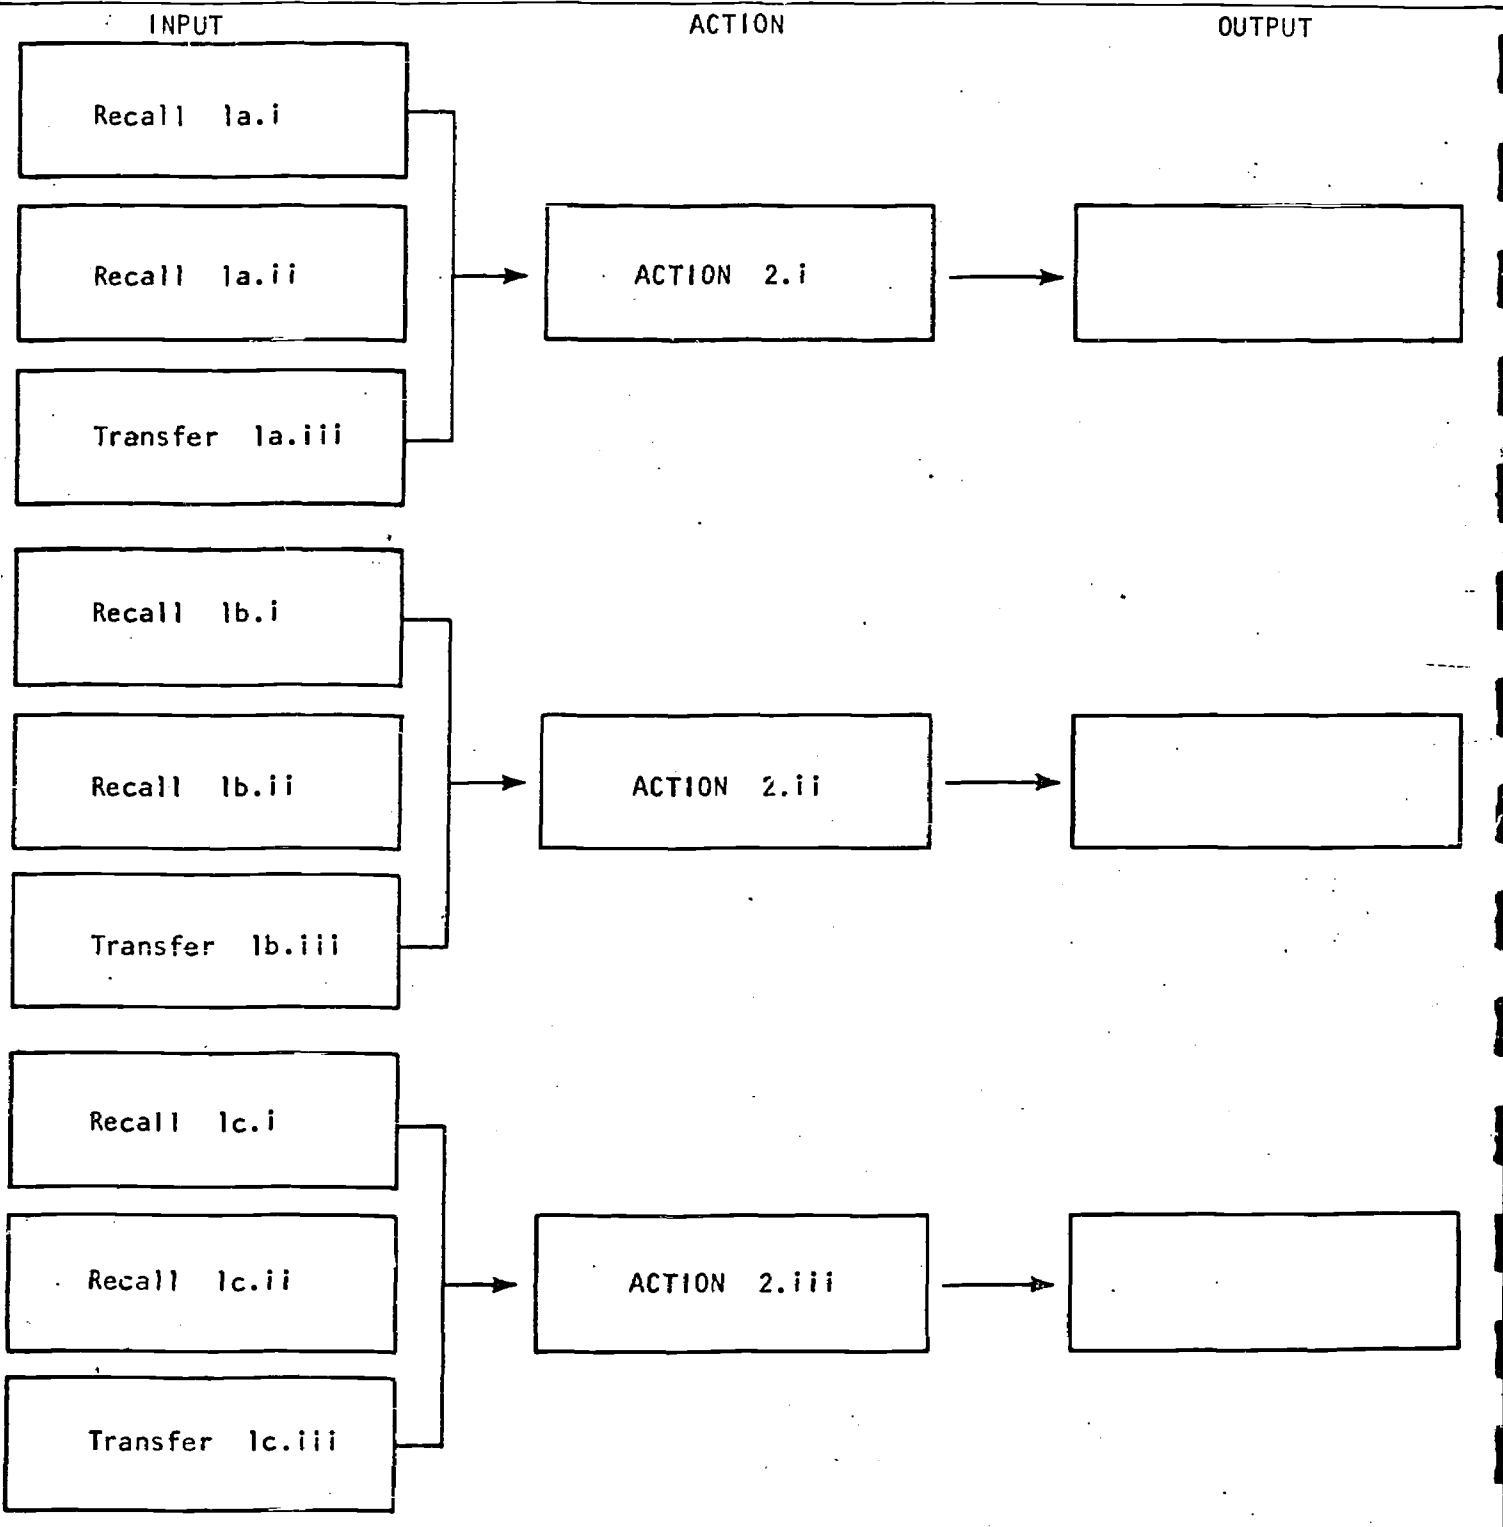 INPUT ACTION OUTPUT
Recall 1a.i
Recall 1a.ii
Transfer 1a.iii
ACTION 2.i
Recall 1b.i
Recall 1b.ii
Transfer 1b.iii
ACTION 2.ii
Recall 1c.i
Recall 1c.ii
Transfer 1c.iii
ACTION 2.iii